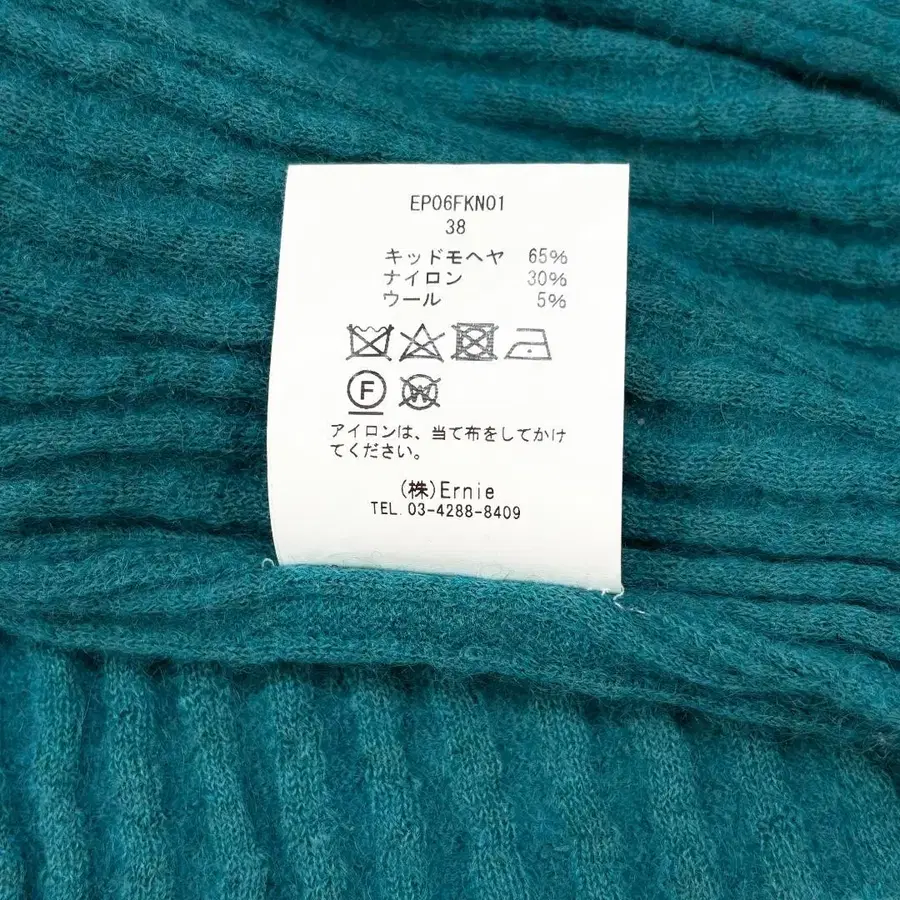 EP06FKN01
38
キッドモヘヤ 65%
ナイロン 30%
ウール 5%
F
W
アイロンは、当て布をしてかけ
てください。
(株)Ernie
TEL.03-4288-8409